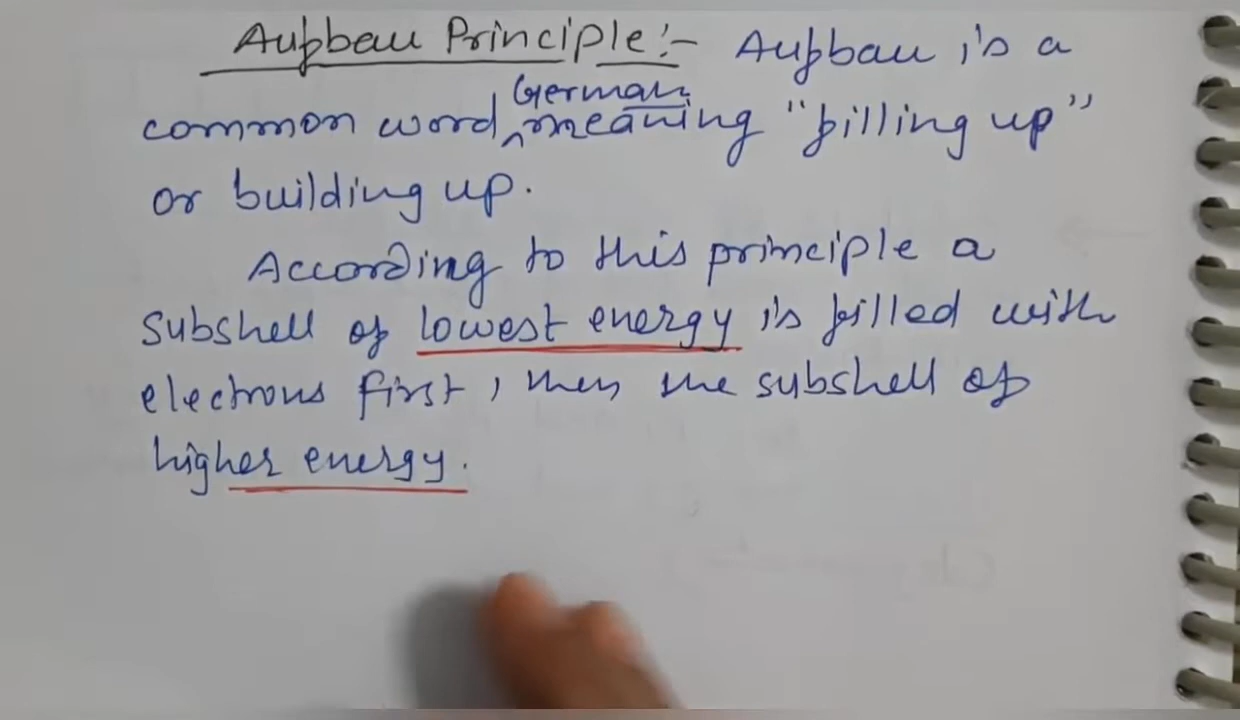 Aufbau Principle:- Aufbau is a
common word German meaning "filling up"
or building up.
According to this principle a
subshell of lowest energy is filled with
electrons first, then the subshell of
higher energy.